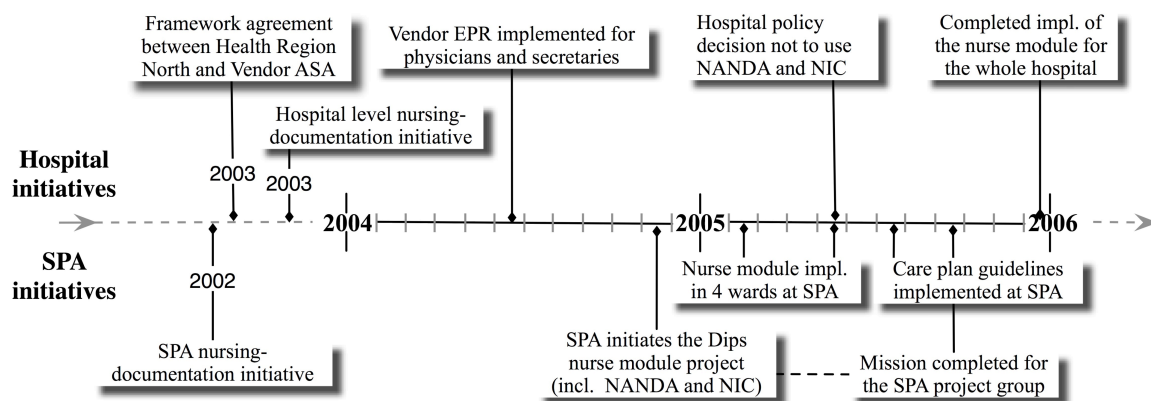 Framework agreement
between Health Region
North and Vendor ASA
Vendor EPR implemented for
physicians and secretaries
Hospital policy
decision not to use
NANDA and NIC
Completed impl. of
the nurse module for
the whole hospital
Hospital level nursing-
documentation initiative
Hospital
initiatives
2003
2003
2004
2005
2006
SPA
initiatives
2002
Nurse module impl.
in 4 wards at SPA
Care plan guidelines
implemented at SPA
SPA nursing-
documentation initiative
SPA initiates the Dips
nurse module project
(incl. NANDA and NIC)
Mission completed for
the SPA project group